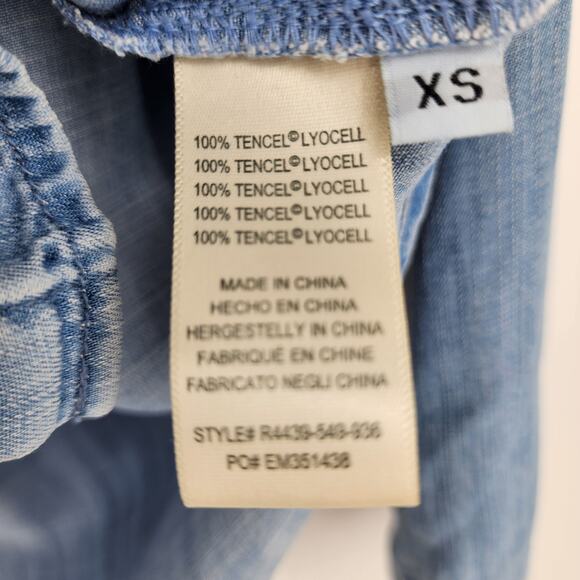 XS
100% TENCEL© LYOCELL
100% TENCEL© LYOCELL
100% TENCEL© LYOCELL
100% TENCEL© LYOCELL
100% TENCEL© LYOCELL
MADE IN CHINA
HECHO EN CHINA
HERGESTELLY IN CHINA
FABRIQUÉ EN CHINE
FABRICATO NEGLI CHINA
STYLE# R4439-549-936
PO# EM351438